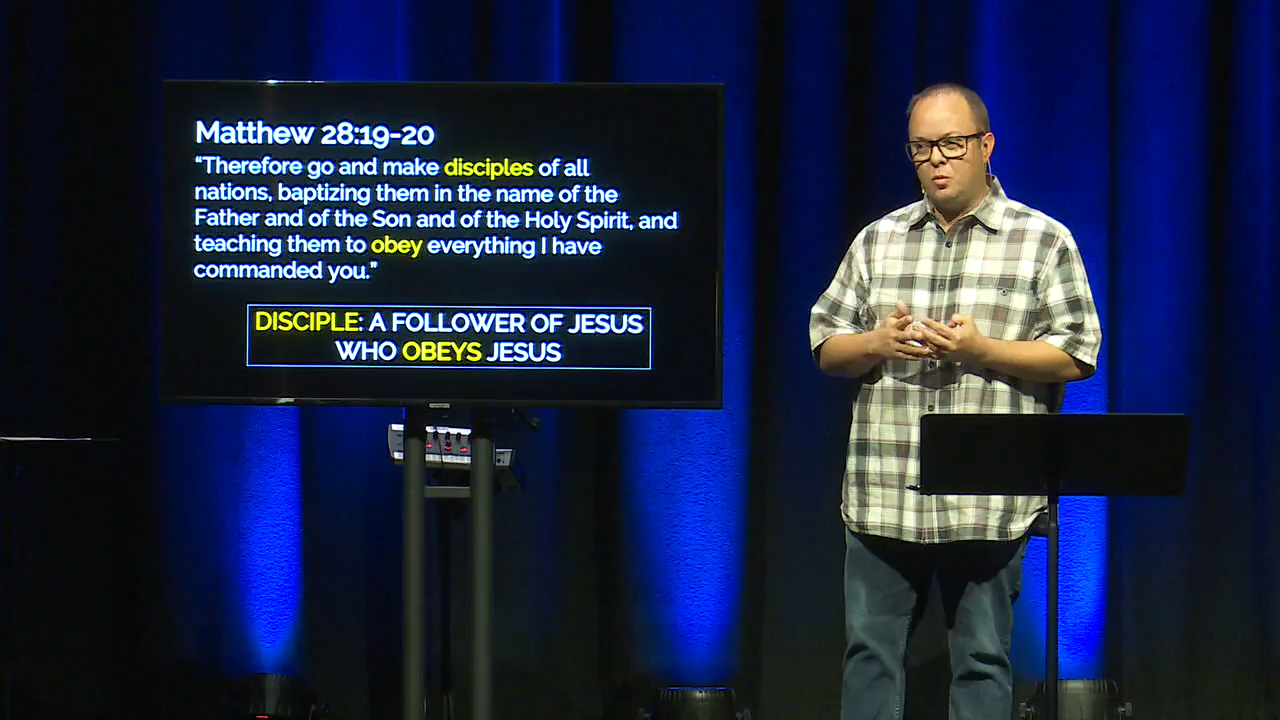 Matthew 28:19-20
“Therefore go and make disciples of all
nations, baptizing them in the name of the
Father and of the Son and of the Holy Spirit, and
teaching them to obey everything I have
commanded you.”
DISCIPLE: A FOLLOWER OF JESUS
WHO OBEYS JESUS